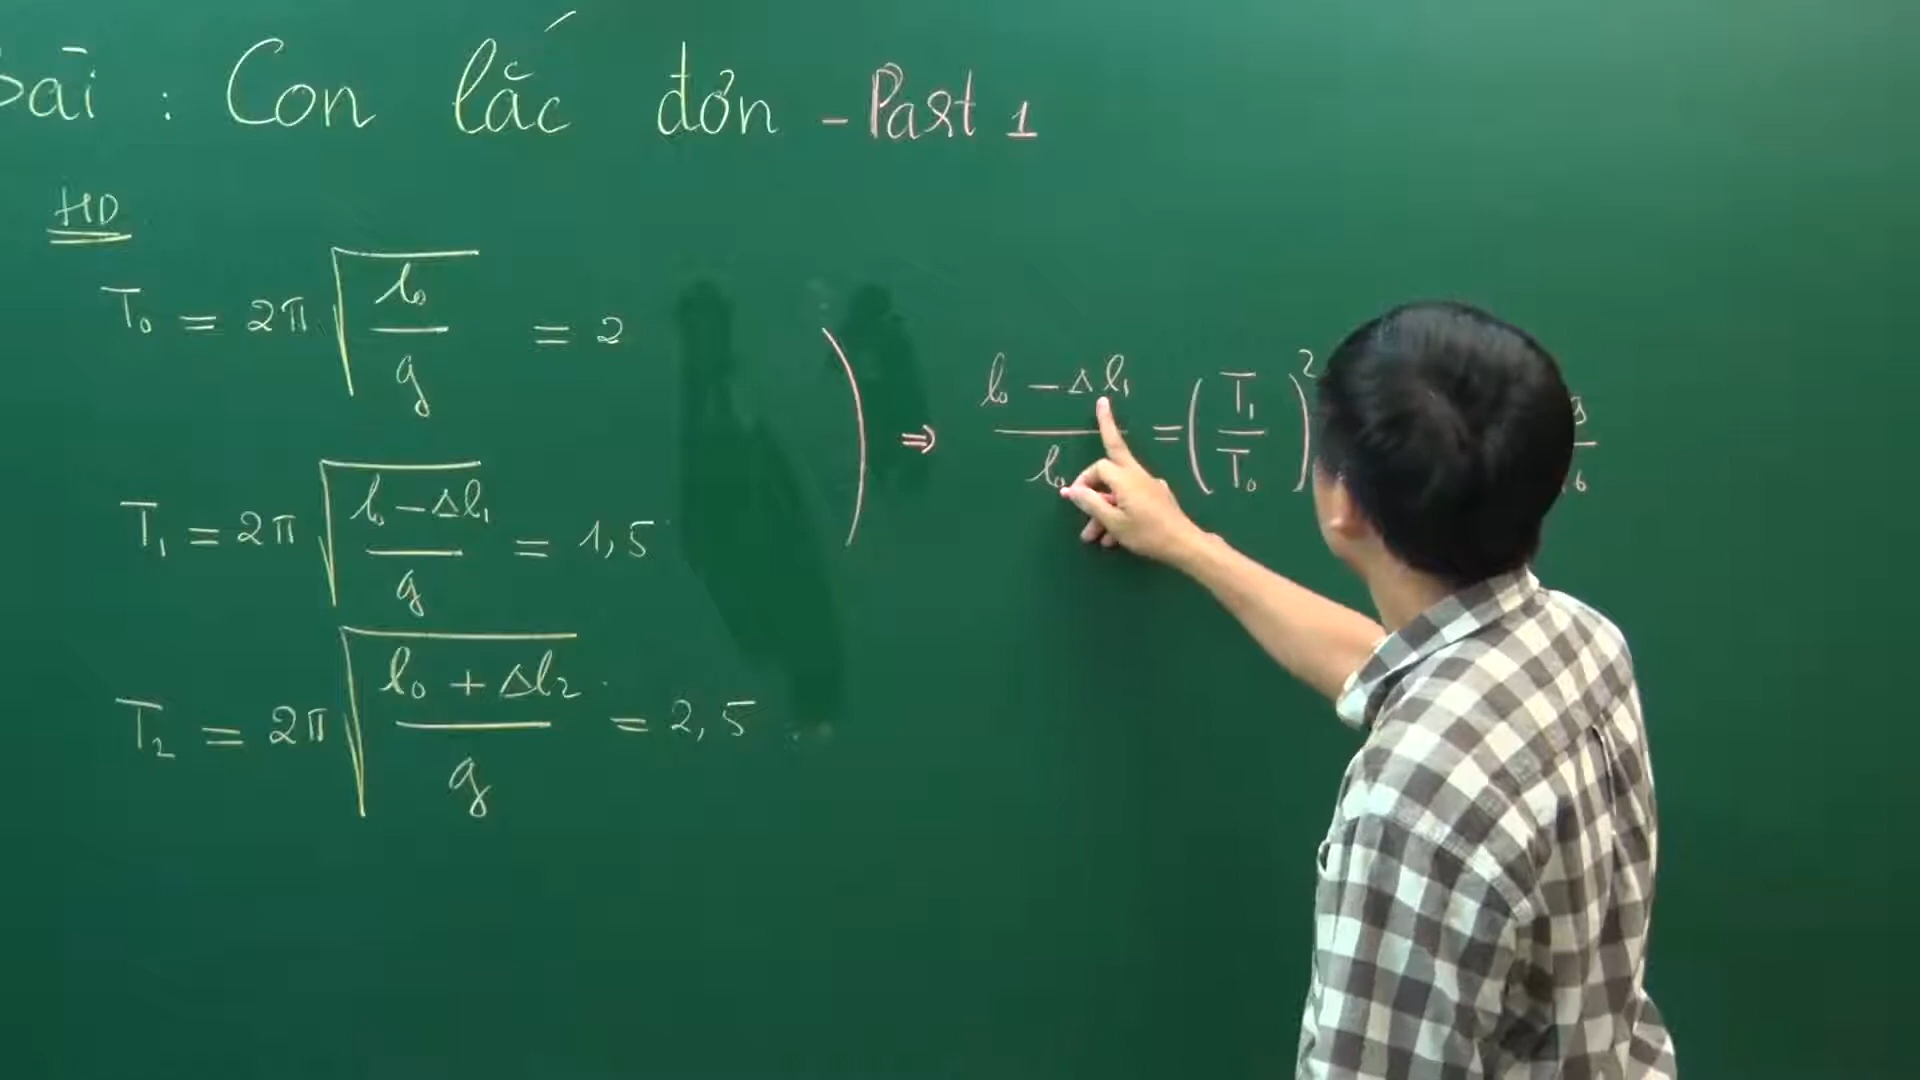 Bài : Con lắc đơn - Part 1
HD
T₀ = 2π √(l₀/g) = 2
T₁ = 2π √((l₀ - Δl₁)/g) = 1,5
T₂ = 2π √((l₀ + Δl₂)/g) = 2,5
⇒ (l₀ - Δl₁)/l₀ = (T₁/T₀)²